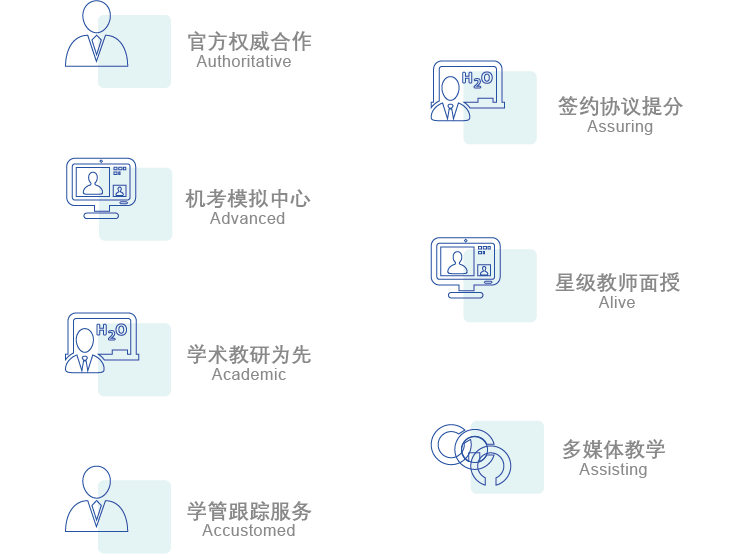 官方权威合作
Authoritative
H2O
签约协议提分
Assuring
机考模拟中心
Advanced
星级教师面授
Alive
H2O
学术教研为先
Academic
多媒体教学
Assisting
学管跟踪服务
Accustomed